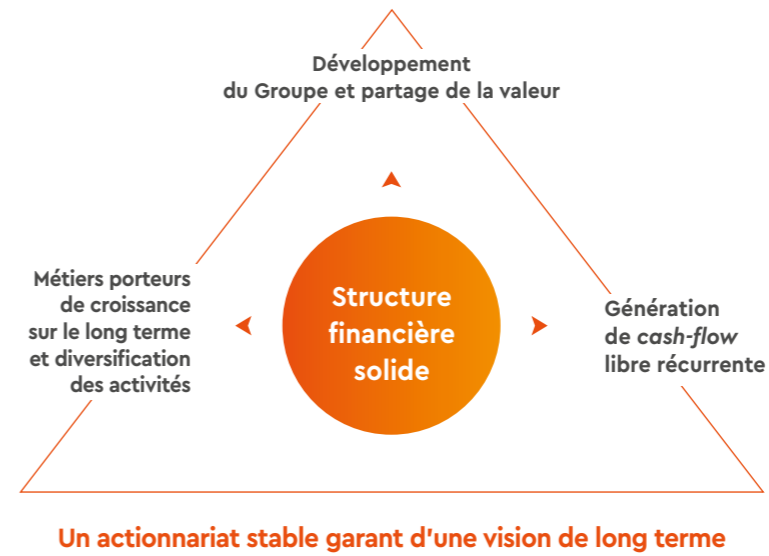 Développement
du Groupe et partage de la valeur
Métiers porteurs
de croissance
sur le long terme
et diversification
des activités
Structure
financière
solide
Génération
de cash-flow
libre récurrente
Un actionnariat stable garant d'une vision de long terme